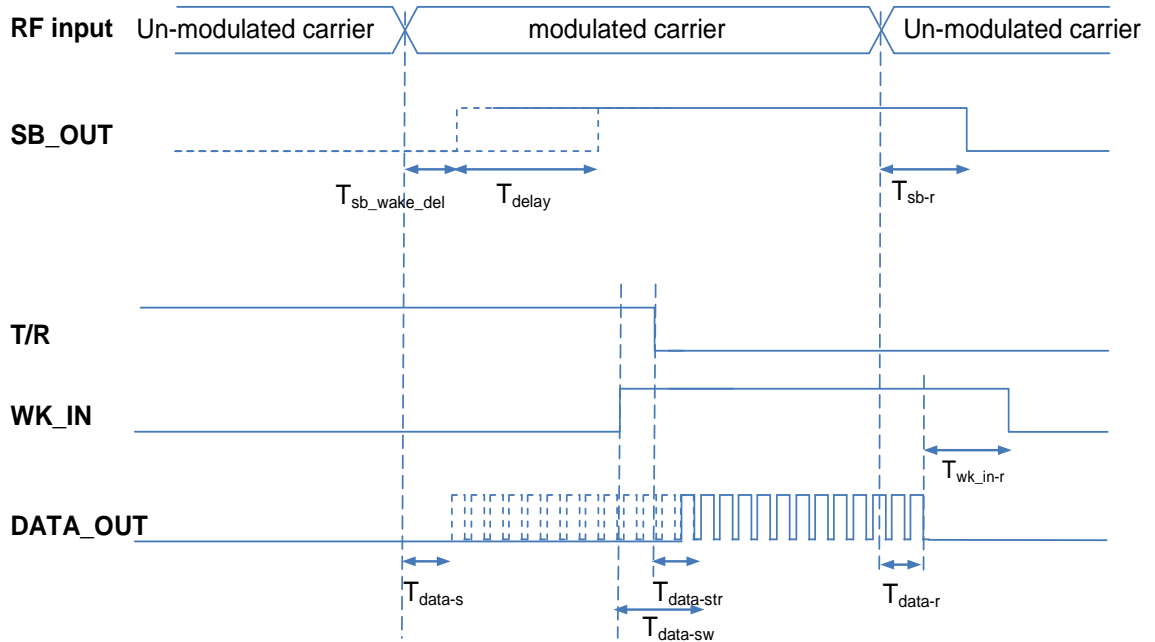 RF input Un-modulated carrier modulated carrier Un-modulated carrier
SB_OUT
Tsb_wake_del Tdelay Tsb-r
T/R
WK_IN
Twk_in-r
DATA_OUT
Tdata-s Tdata-str Tdata-r
Tdata-sw